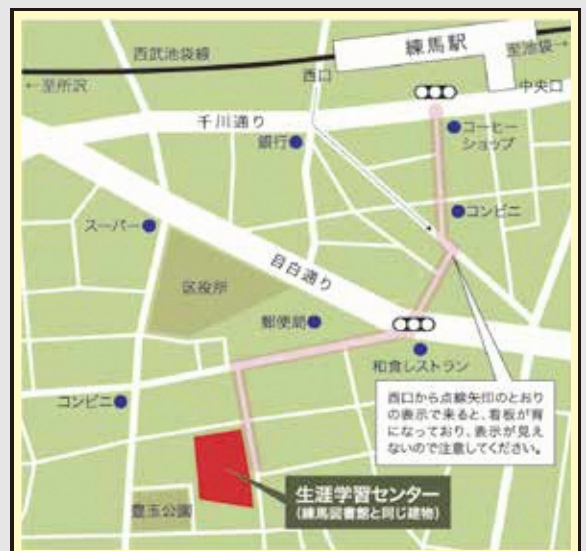 練馬駅
至池袋→
西武池袋線
←至所沢
西口
中央口
千川通り
コーヒー
ショップ
銀行
コンビニ
スーパー
目白通り
区役所
郵便局
和食レストラン
コンビニ
西口から点線矢印のとおり
の表示で来ると、看板が背
になっており、表示が見え
ないので注意してください。
生涯学習センター
(練馬図書館と同じ建物)
豊玉公園